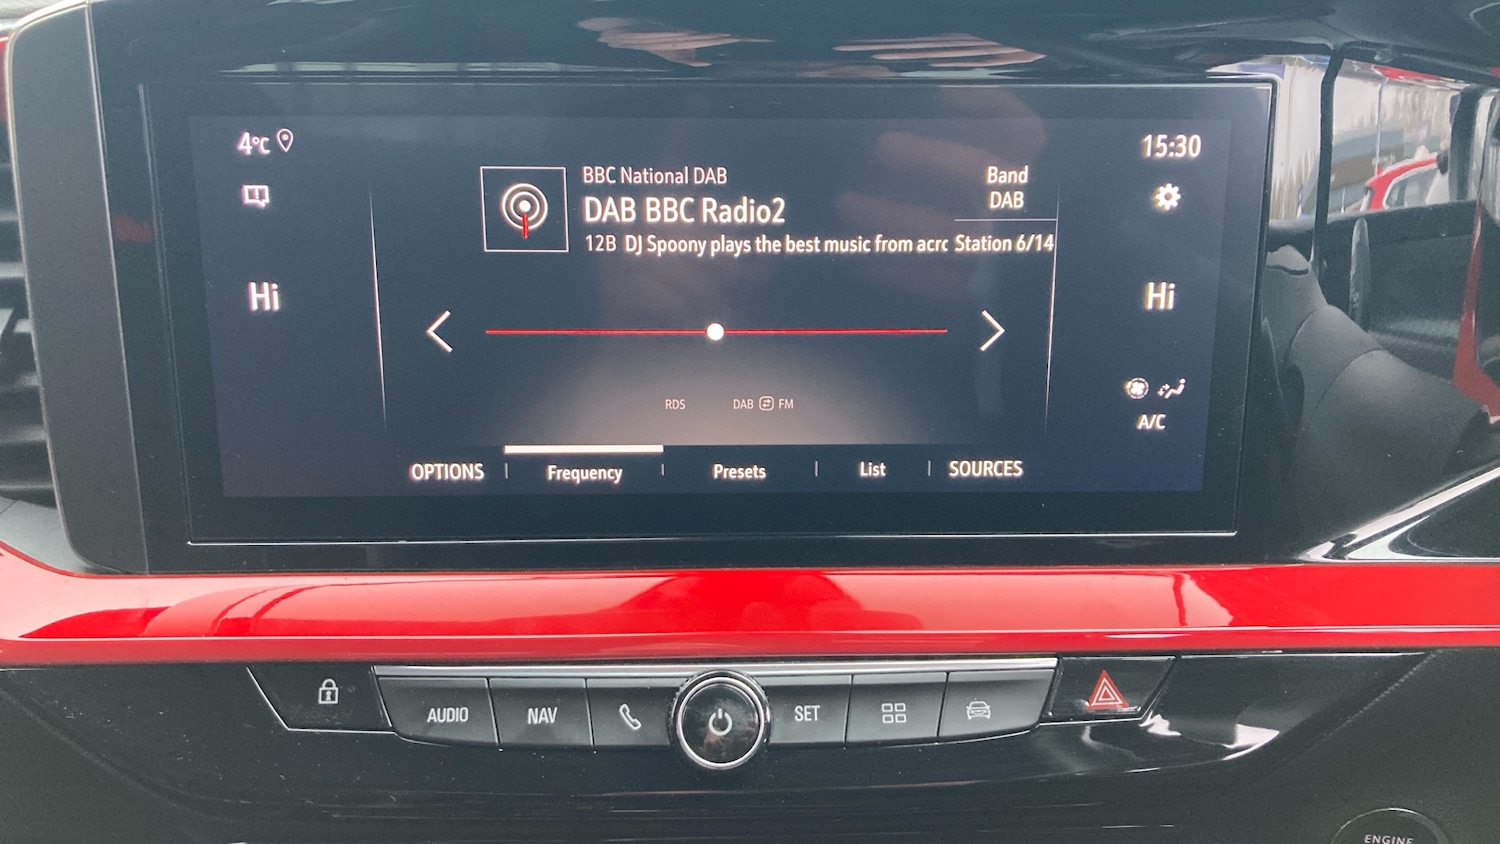 4°C
15:30
BBC National DAB
Band
DAB BBC Radio2
DAB
12B DJ Spoony plays the best music from acrc
Station 6/14
Hi
Hi
RDS
DAB FM
A/C
OPTIONS
Frequency
Presets
List
SOURCES
AUDIO
NAV
SET
ENGINE